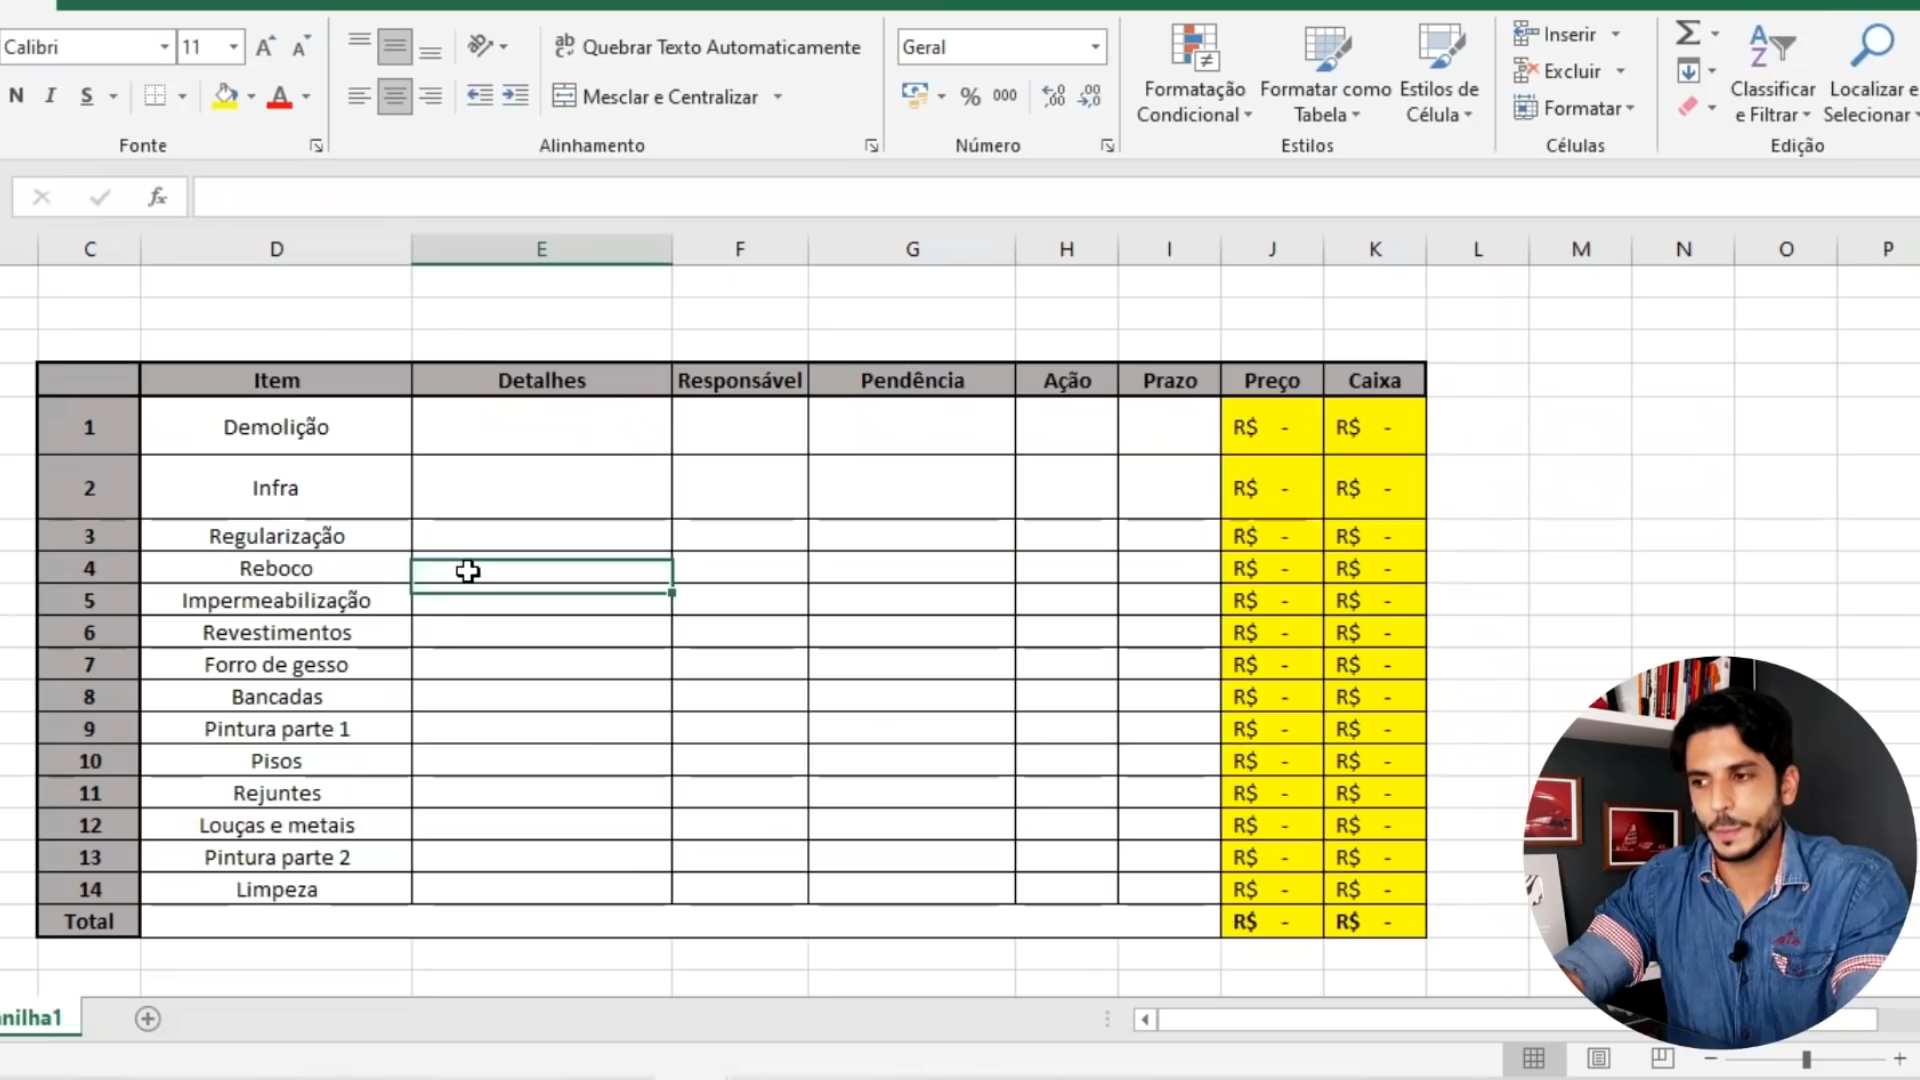 Calibri 11 A A ab c Quebrar Texto Automaticamente Geral Inserir Σ
N I S A Mesclar e Centralizar % 000 ,00 Formatação Condicional Formatar como Tabela Estilos de Célula Excluir Formatar Classificar e Filtrar Localizar e Selecionar
Fonte Alinhamento Número Estilos Células Edição
fx
C D E F G H I J K L M N O P
Item Detalhes Responsável Pendência Ação Prazo Preço Caixa
1 Demolição R$ - R$ -
2 Infra R$ - R$ -
3 Regularização R$ - R$ -
4 Reboco R$ - R$ -
5 Impermeabilização R$ - R$ -
6 Revestimentos R$ - R$ -
7 Forro de gesso R$ - R$ -
8 Bancadas R$ - R$ -
9 Pintura parte 1 R$ - R$ -
10 Pisos R$ - R$ -
11 Rejuntes R$ - R$ -
12 Louças e metais R$ - R$ -
13 Pintura parte 2 R$ - R$ -
14 Limpeza R$ - R$ -
Total R$ - R$ -
nilha1